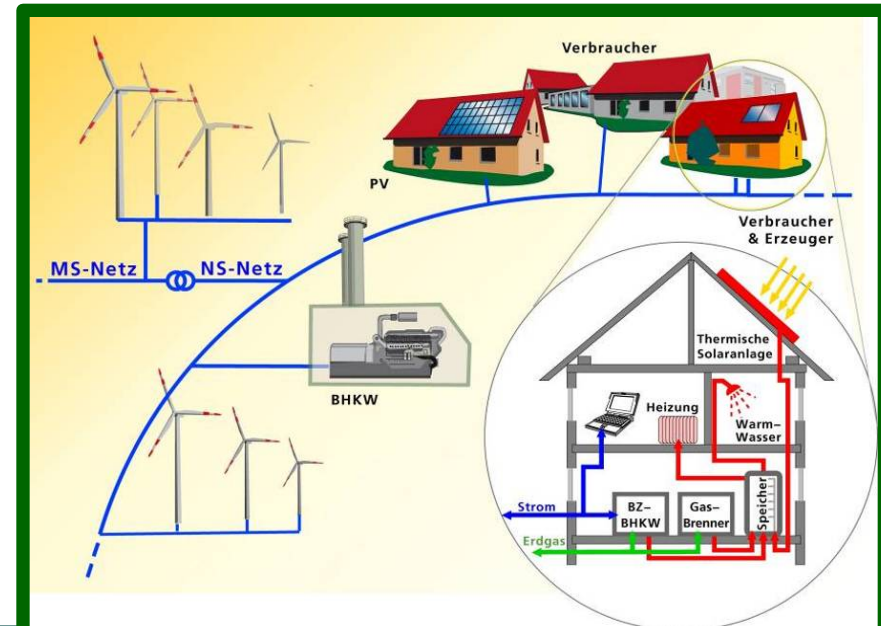 Verbraucher
PV
Verbraucher
& Erzeuger
MS-Netz
NS-Netz
BHKW
Thermische
Solaranlage
Heizung
Warm-
Wasser
Strom
BZ-
BHKW
Gas-
Brenner
Speicher
Erdgas